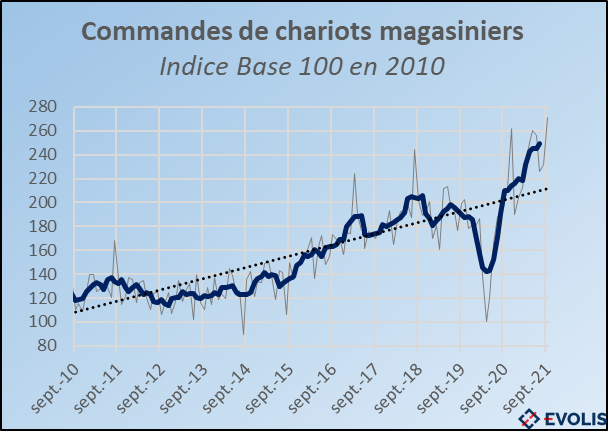 Commandes de chariots magasiniers
Indice Base 100 en 2010
280
260
240
220
200
180
160
140
120
100
80
sept.-10
sept.-11
sept.-12
sept.-13
sept.-14
sept.-15
sept.-16
sept.-17
sept.-18
sept.-19
sept.-20
sept.-21
EVOLIS